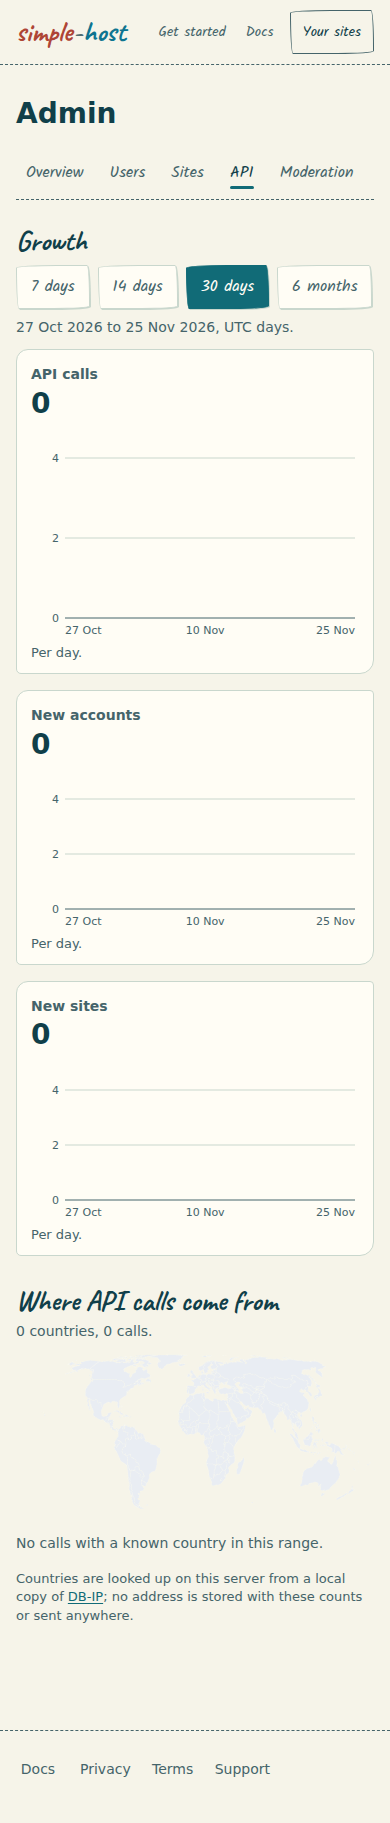 simple-host Get started Docs Your sites
Admin
Overview Users Sites API Moderation
Growth
7 days 14 days 30 days 6 months
27 Oct 2026 to 25 Nov 2026, UTC days.
API calls
0
4
2
0
27 Oct 10 Nov 25 Nov
Per day.
New accounts
0
4
2
0
27 Oct 10 Nov 25 Nov
Per day.
New sites
0
4
2
0
27 Oct 10 Nov 25 Nov
Per day.
Where API calls come from
0 countries, 0 calls.
No calls with a known country in this range.
Countries are looked up on this server from a local
copy of DB-IP; no address is stored with these counts
or sent anywhere.
Docs Privacy Terms Support